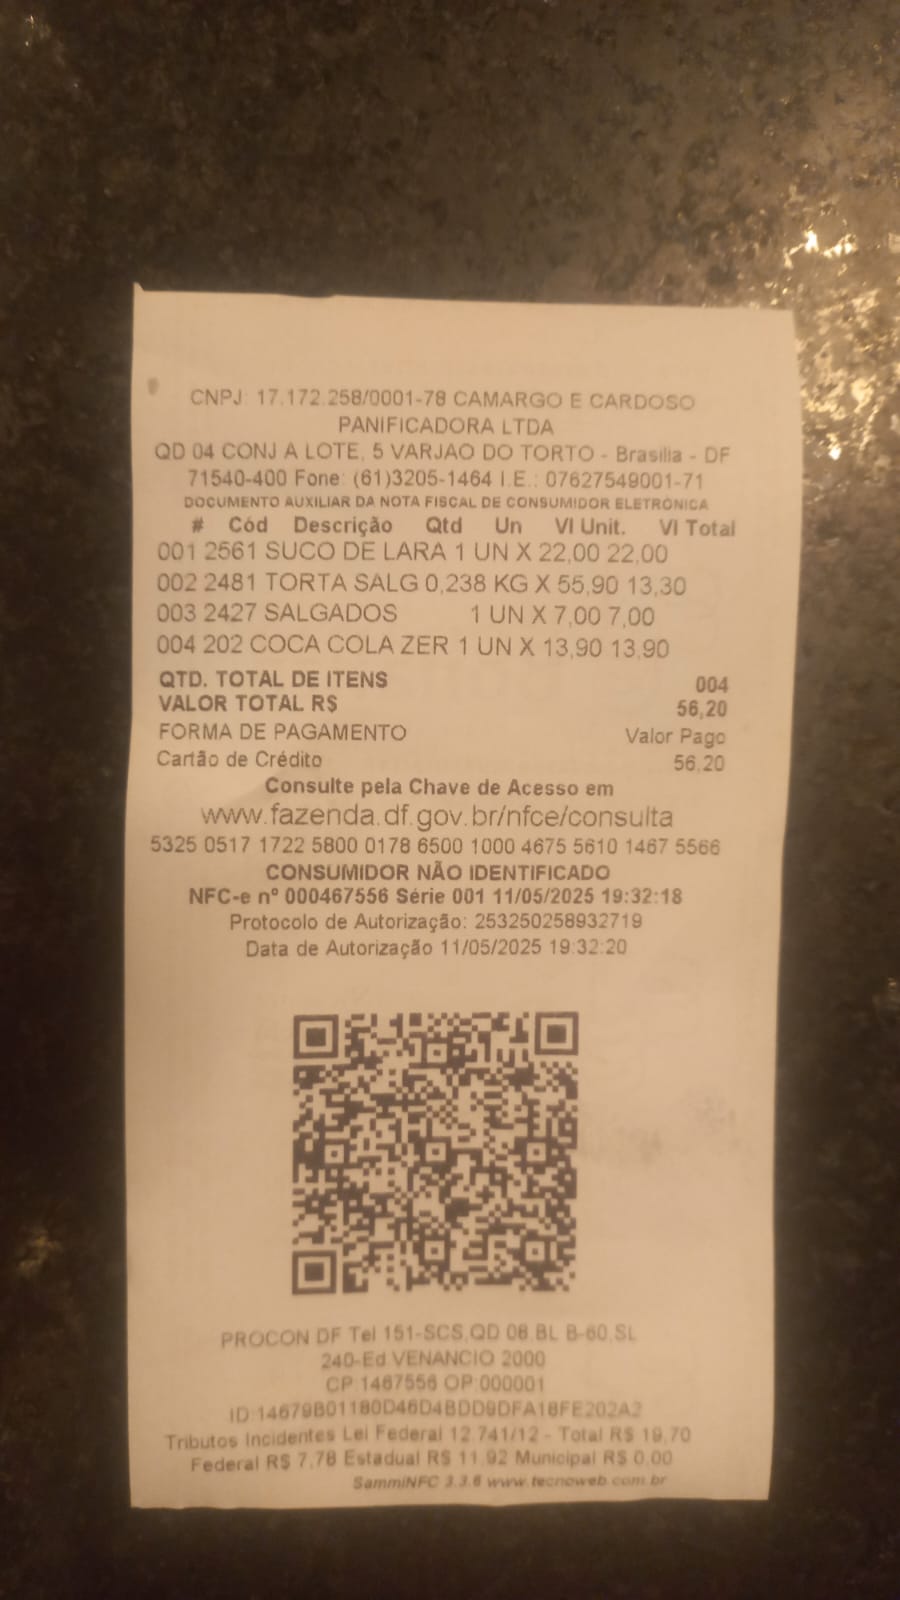 CNPJ: 17.172.258/0001-78 CAMARGO E CARDOSO
PANIFICADORA LTDA
QD 04 CONJ A LOTE, 5 VARJAO DO TORTO - Brasilia - DF
71540-400 Fone: (61)3205-1464 I.E.: 07627549001-71
DOCUMENTO AUXILIAR DA NOTA FISCAL DE CONSUMIDOR ELETRONICA
# Cód Descrição Qtd Un Vl Unit. Vl Total
001 2561 SUCO DE LARA 1 UN X 22,00 22,00
002 2481 TORTA SALG 0,238 KG X 55,90 13,30
003 2427 SALGADOS 1 UN X 7,00 7,00
004 202 COCA COLA ZER 1 UN X 13,90 13,90
QTD. TOTAL DE ITENS 004
VALOR TOTAL R$ 56,20
FORMA DE PAGAMENTO Valor Pago
Cartão de Crédito 56,20
Consulte pela Chave de Acesso em
www.fazenda.df.gov.br/nfce/consulta
5325 0517 1722 5800 0178 6500 1000 4675 5610 1467 5566
CONSUMIDOR NÃO IDENTIFICADO
NFC-e nº 000467556 Série 001 11/05/2025 19:32:18
Protocolo de Autorização: 253250258932719
Data de Autorização 11/05/2025 19:32:20
PROCON DF Tel 151-SCS,QD 08,BL B-60,SL
240-Ed.VENANCIO 2000
CP:1467556 OP:000001
ID:14679B01180D46D4BDD9DFA18FE202A2
Tributos Incidentes Lei Federal 12.741/12 - Total R$ 19,70
Federal R$ 7,78 Estadual R$ 11,92 Municipal R$ 0,00
SammiNFC 3.3.6 www.tecnoweb.com.br